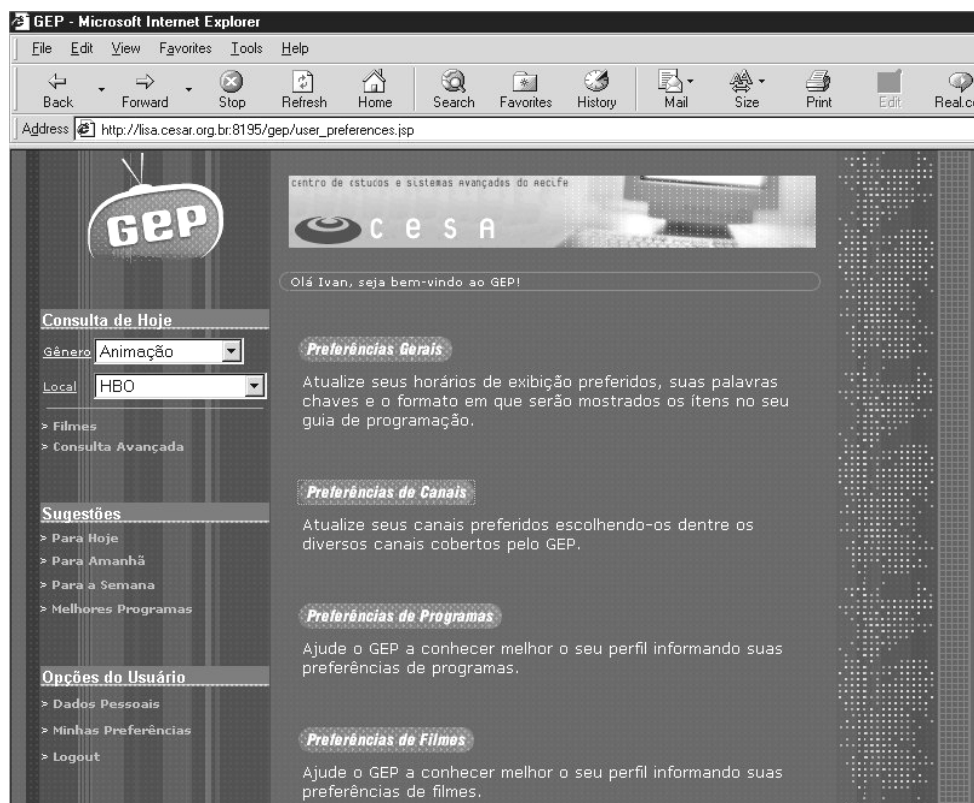 GEP - Microsoft Internet Explorer
File Edit View Favorites Tools Help
Back Forward Stop Refresh Home Search Favorites History Mail Size Print Edit Real.c
Address http://lisa.cesar.org.br:8195/gep/user_preferences.jsp
GEP
centro de estudos e sistemas avançados do recife
CESA
Olá Ivan, seja bem-vindo ao GEP!
Consulta de Hoje
Gênero Animação
Local HBO
> Filmes
> Consulta Avançada
Sugestões
> Para Hoje
> Para Amanhã
> Para a Semana
> Melhores Programas
Opções do Usuário
> Dados Pessoais
> Minhas Preferências
> Logout
Preferências Gerais
Atualize seus horários de exibição preferidos, suas palavras
chaves e o formato em que serão mostrados os ítens no seu
guia de programação.
Preferências de Canais
Atualize seus canais preferidos escolhendo-os dentre os
diversos canais cobertos pelo GEP.
Preferências de Programas
Ajude o GEP a conhecer melhor o seu perfil informando suas
preferências de programas.
Preferências de Filmes
Ajude o GEP a conhecer melhor o seu perfil informando suas
preferências de filmes.